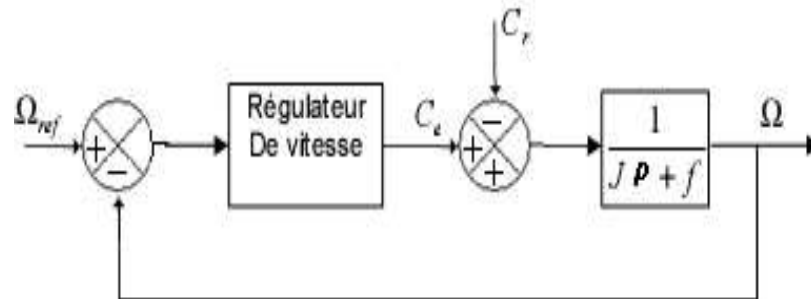 C_r
Ω_ref
+
−
Régulateur
De vitesse
C_e
−
+
+
1
J p + f
Ω